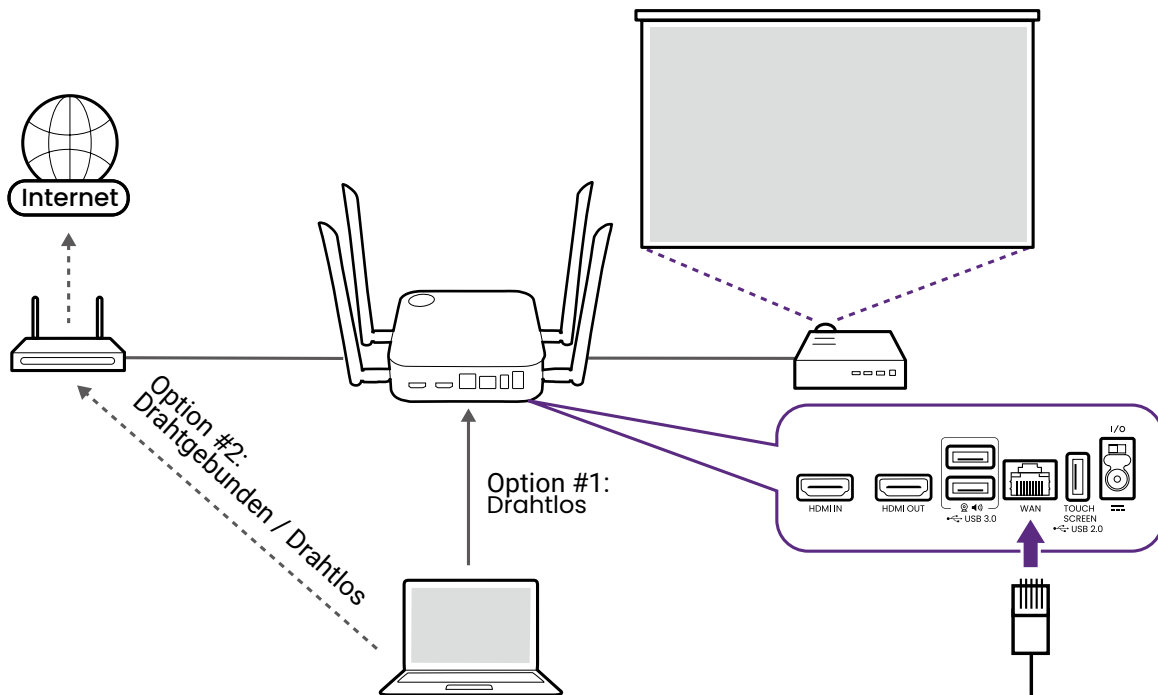 Internet
Option #2:
Drahtgebunden / Drahtlos
Option #1:
Drahtlos
I/O
HDMI IN
HDMI OUT
USB 3.0
WAN
TOUCH
SCREEN
USB 2.0